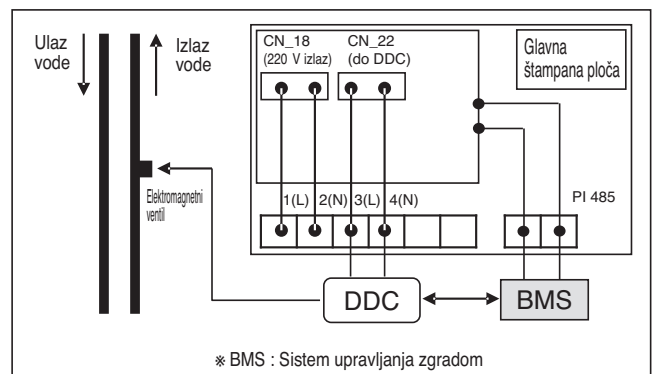 Ulaz
vode
Izlaz
vode
CN_18
(220 V izlaz)
CN_22
(do DDC)
Glavna
štampana ploča
Elektromagnetni
ventil
1(L) 2(N) 3(L) 4(N)
PI 485
DDC
BMS
※ BMS : Sistem upravljanja zgradom